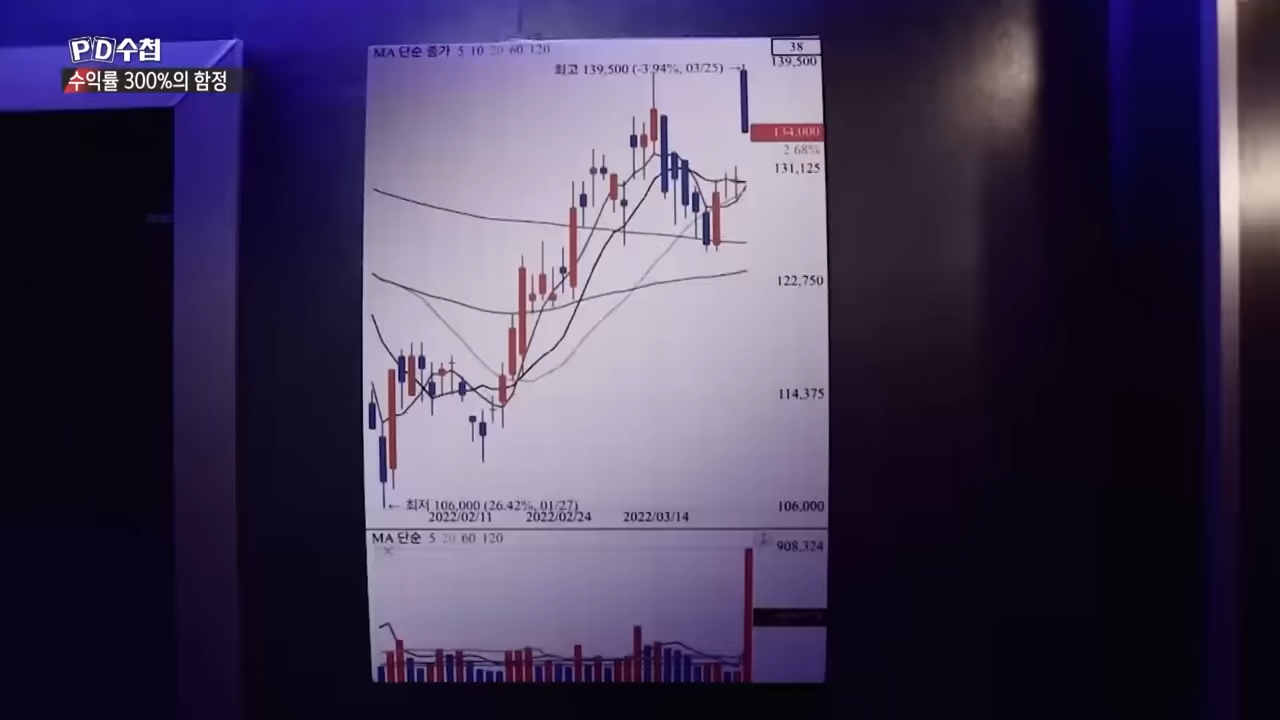 PD수첩
수익률 300%의 함정
MA 단순 종가 5 10 20 60 120
38
최고 139,500 (-3.94%, 03/25) →
139,500
134,000
2.68%
131,125
122,750
114,375
← 최저 106,000 (26.42%, 01/27)
106,000
2022/02/11 2022/02/24 2022/03/14
MA 단순 5 20 60 120
908,324